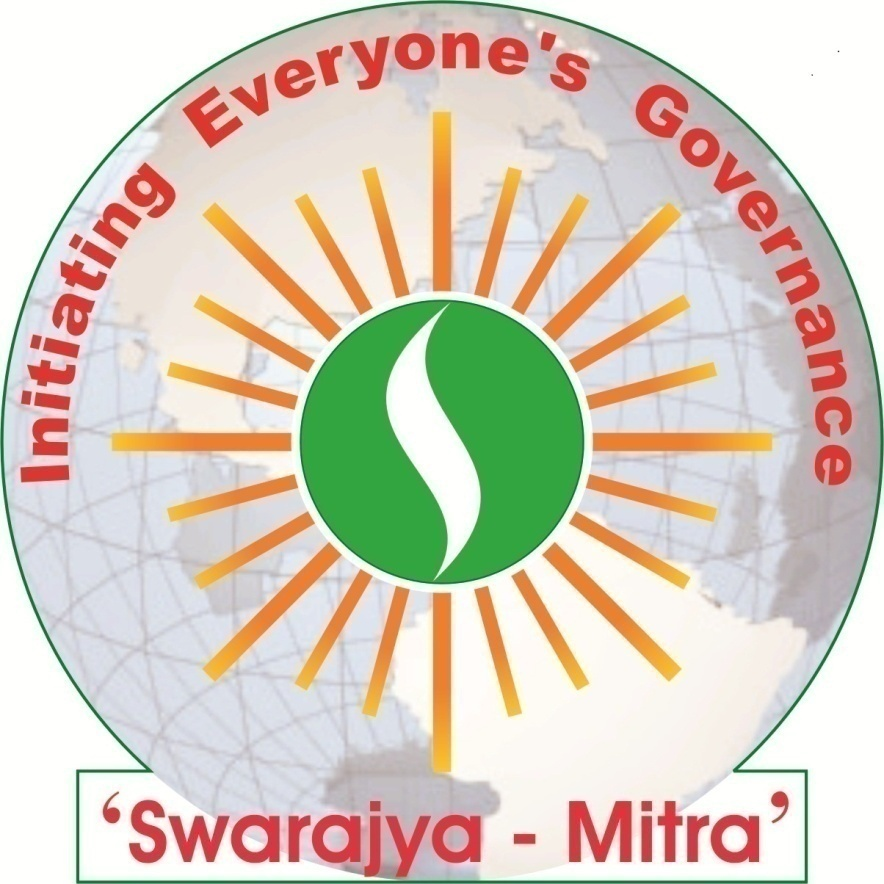 Initiating Everyone's Governance
‘Swarajya - Mitra’